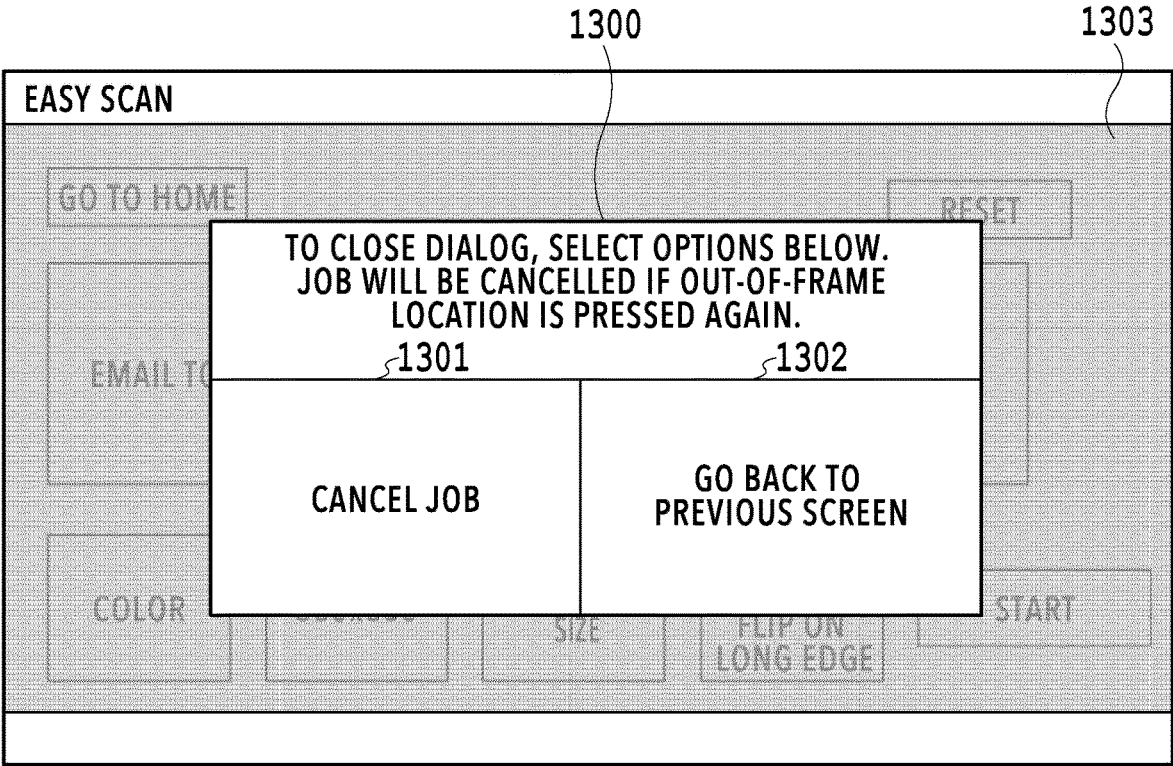 1300
1303
EASY SCAN
GO TO HOME
RESET
TO CLOSE DIALOG, SELECT OPTIONS BELOW.
JOB WILL BE CANCELLED IF OUT-OF-FRAME
LOCATION IS PRESSED AGAIN.
1301
1302
EMAIL TO
CANCEL JOB
GO BACK TO
PREVIOUS SCREEN
COLOR
SIZE
FLIP ON
LONG EDGE
START